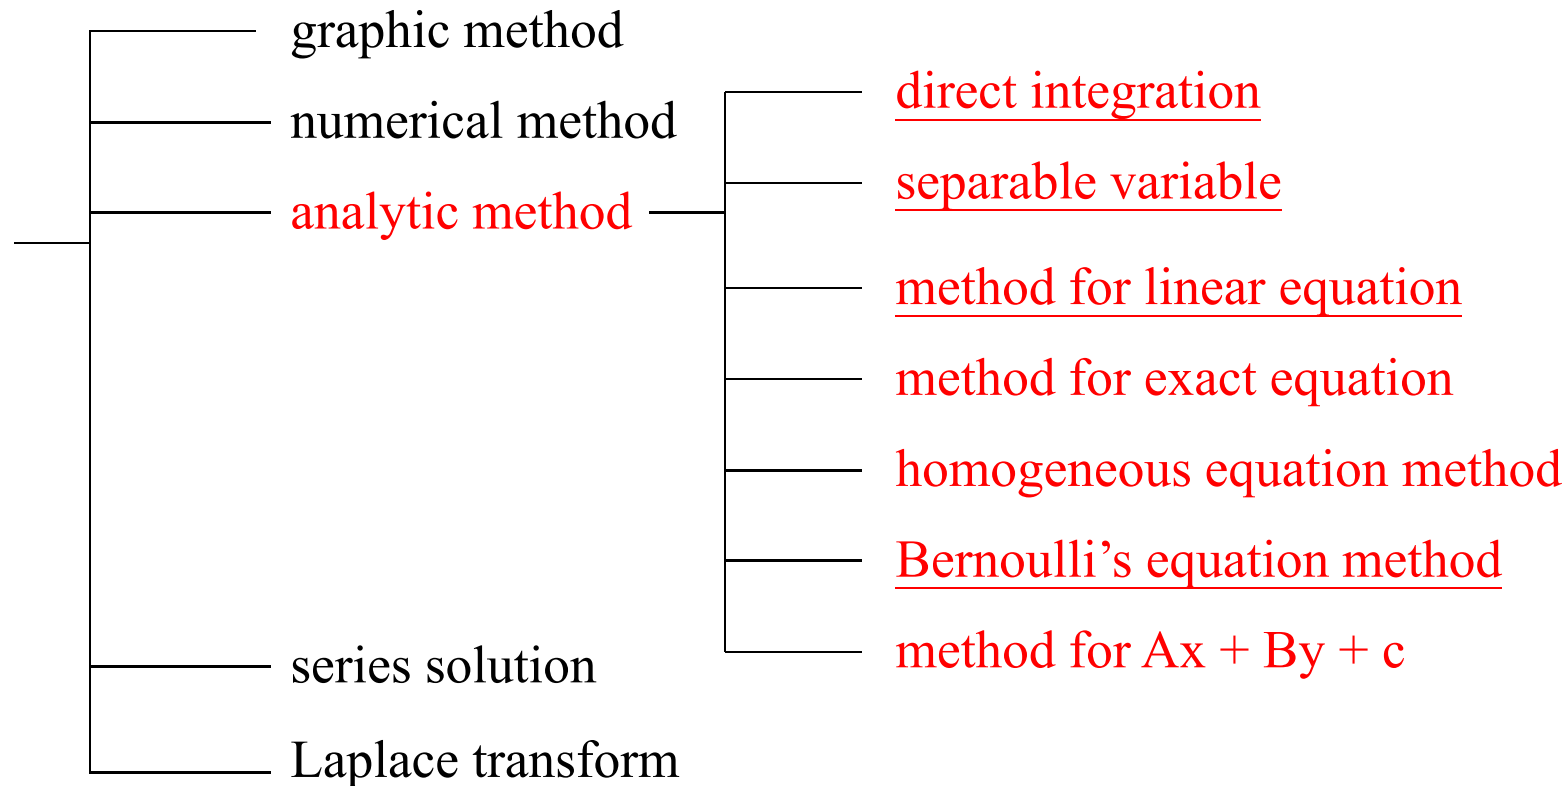 graphic method
numerical method
analytic method
direct integration
separable variable
method for linear equation
method for exact equation
homogeneous equation method
Bernoulli’s equation method
method for Ax + By + c
series solution
Laplace transform